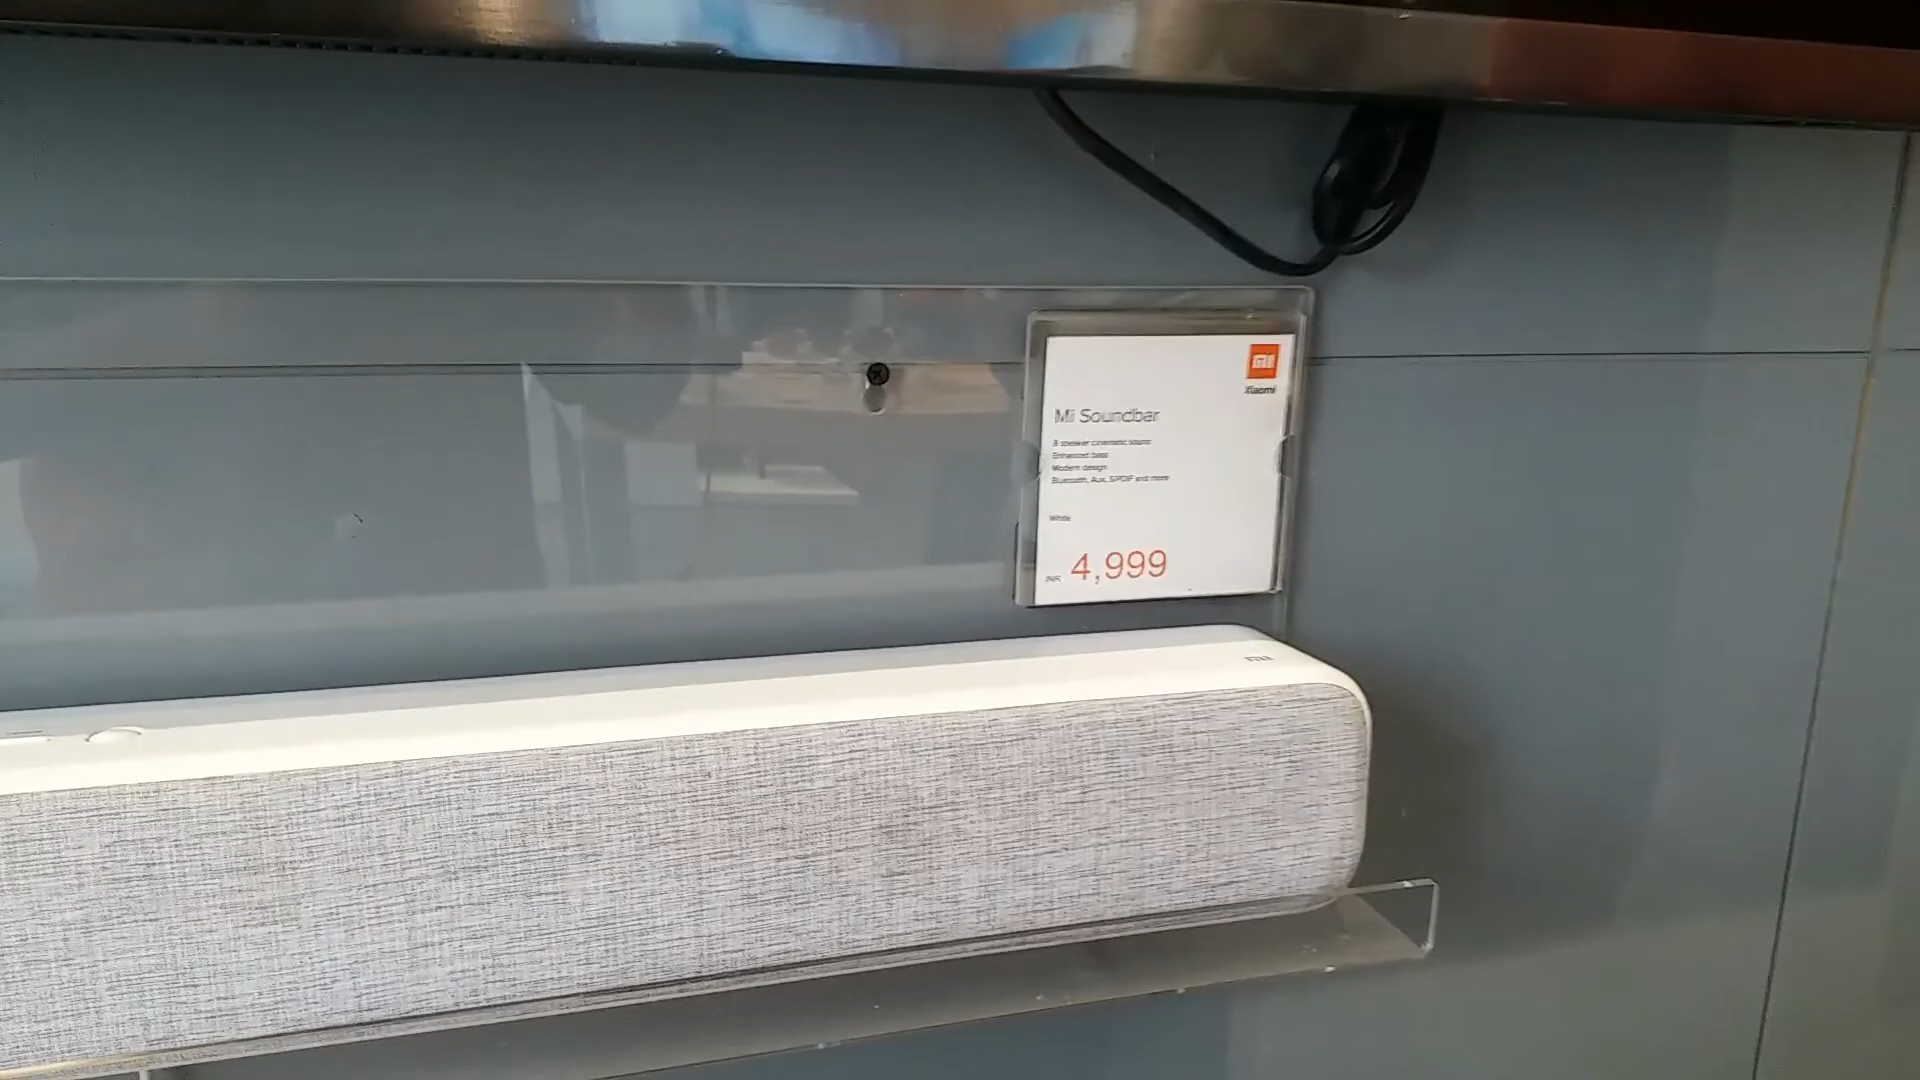 mi
Xiaomi
Mi Soundbar
8 speaker cinematic sound
Enhanced bass
Modern design
Bluetooth, Aux, S/PDIF and more
White
INR 4,999
mi